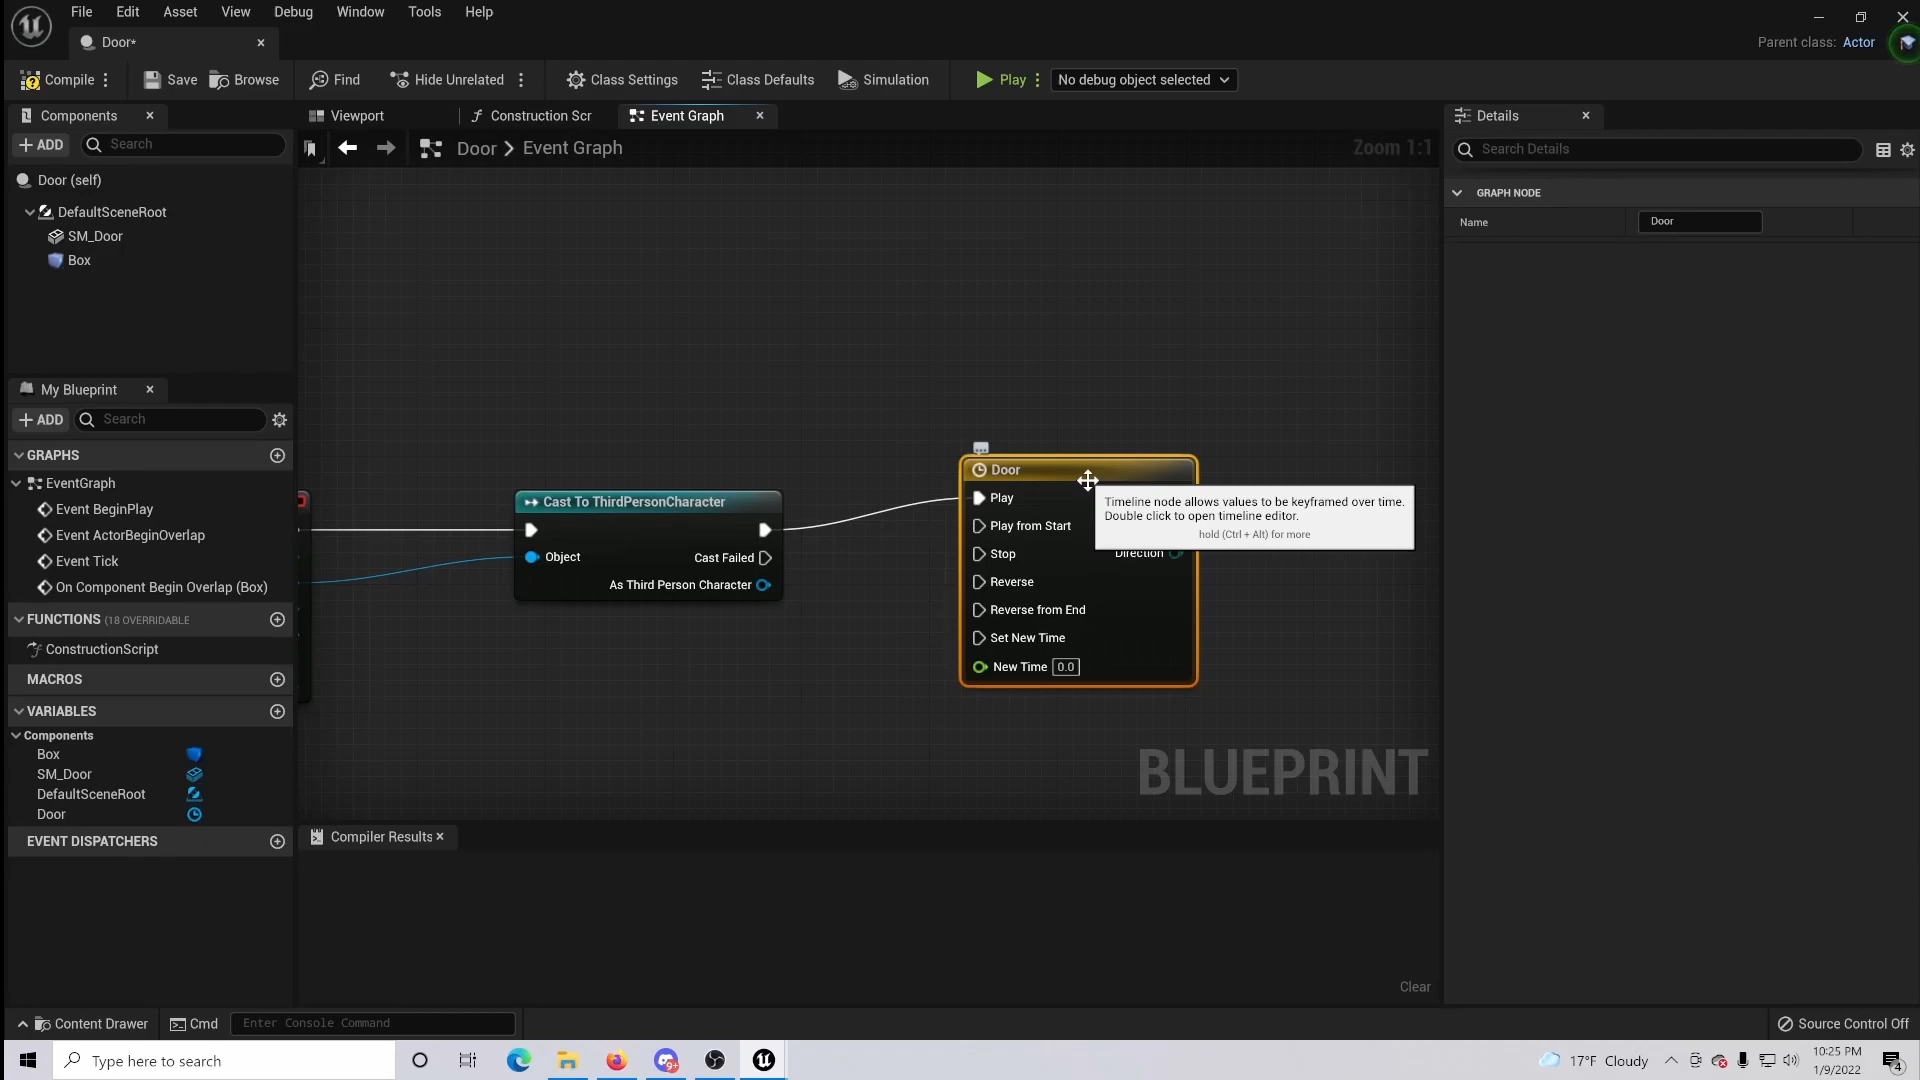 File Edit Asset View Debug Window Tools Help
Door*
Parent class: Actor
Compile Save Browse Find Hide Unrelated Class Settings Class Defaults Simulation Play No debug object selected
Components
Viewport
Construction Scr
Event Graph
Details
+ ADD
Search
Door > Event Graph
Zoom 1:1
Search Details
Door (self)
DefaultSceneRoot
SM_Door
Box
GRAPH NODE
Name Door
My Blueprint
+ ADD
Search
GRAPHS
EventGraph
Event BeginPlay
Event ActorBeginOverlap
Event Tick
On Component Begin Overlap (Box)
FUNCTIONS (18 OVERRIDABLE
ConstructionScript
MACROS
VARIABLES
Components
Box
SM_Door
DefaultSceneRoot
Door
EVENT DISPATCHERS
Cast To ThirdPersonCharacter
Object
Cast Failed
As Third Person Character
Door
Play
Play from Start
Stop
Direction
Reverse
Reverse from End
Set New Time
New Time 0.0
Timeline node allows values to be keyframed over time.
Double click to open timeline editor.
hold (Ctrl + Alt) for more
BLUEPRINT
Compiler Results
Clear
Content Drawer
Cmd
Enter Console Command
Source Control Off
Type here to search
17°F Cloudy
10:25 PM
1/9/2022
4